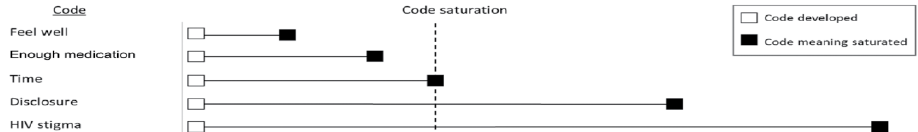 Code
Code saturation
Code developed
Code meaning saturated
Feel well
Enough medication
Time
Disclosure
HIV stigma